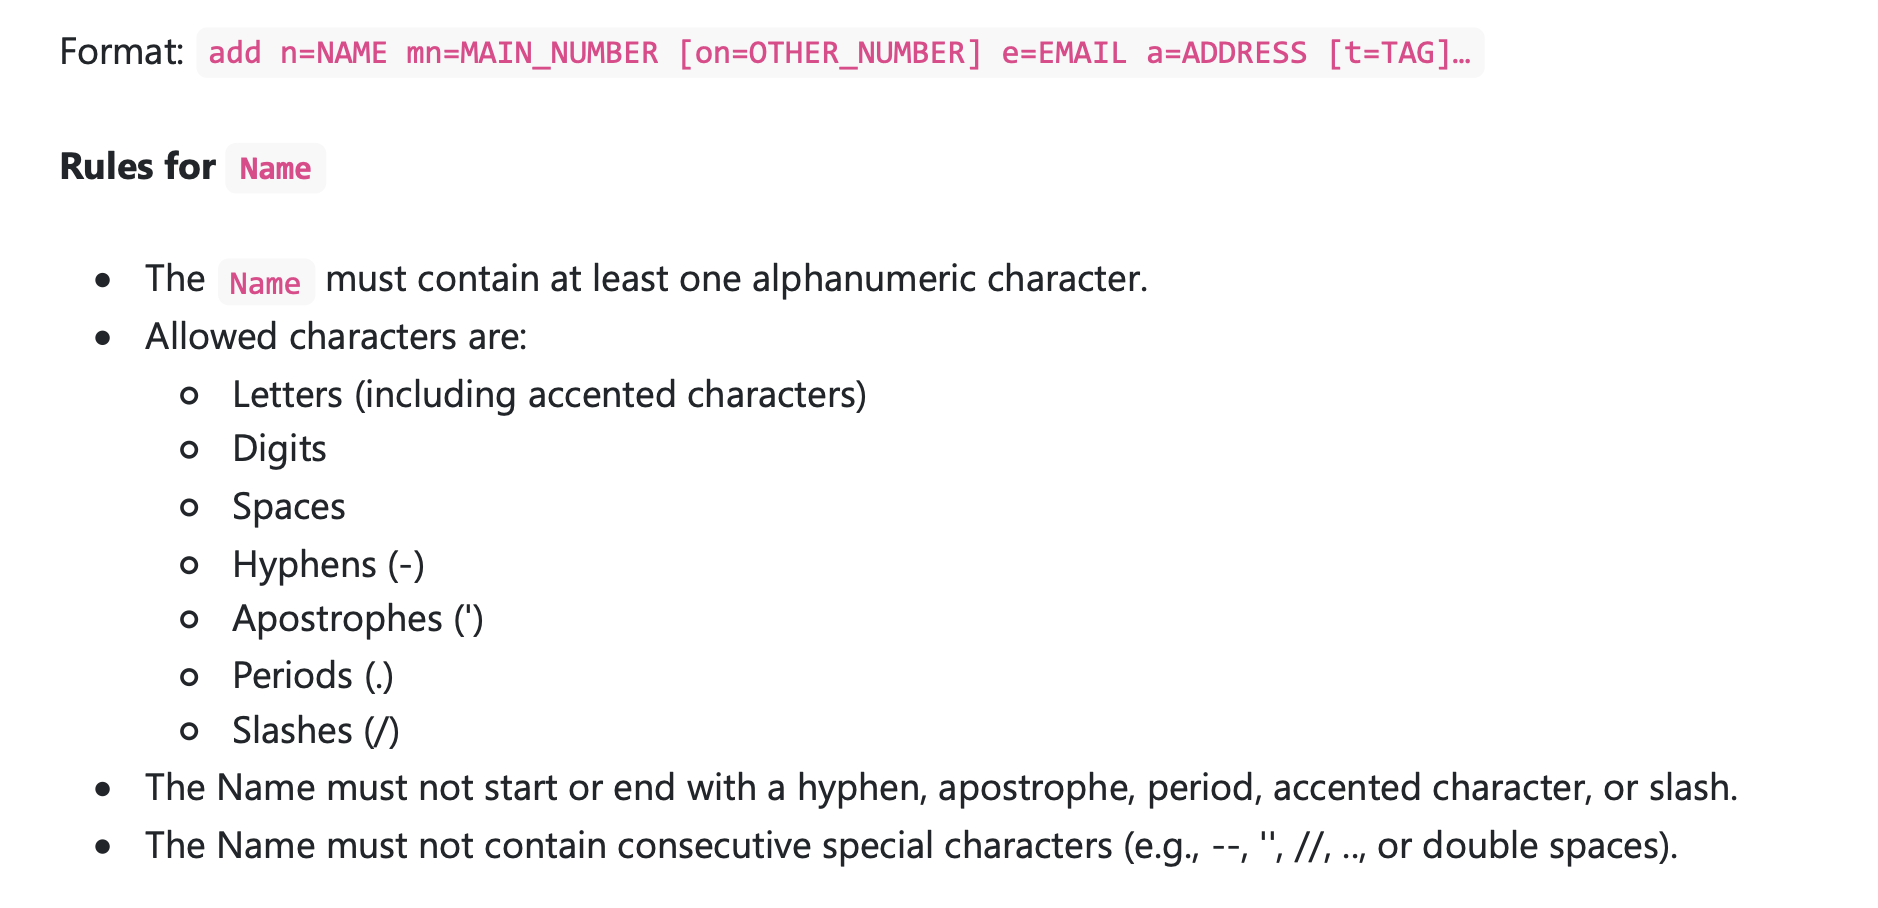 Format: add n=NAME mn=MAIN_NUMBER [on=OTHER_NUMBER] e=EMAIL a=ADDRESS [t=TAG]…
Rules for Name
• The Name must contain at least one alphanumeric character.
• Allowed characters are:
○ Letters (including accented characters)
○ Digits
○ Spaces
○ Hyphens (-)
○ Apostrophes (')
○ Periods (.)
○ Slashes (/)
• The Name must not start or end with a hyphen, apostrophe, period, accented character, or slash.
• The Name must not contain consecutive special characters (e.g., --, '', //, .., or double spaces).